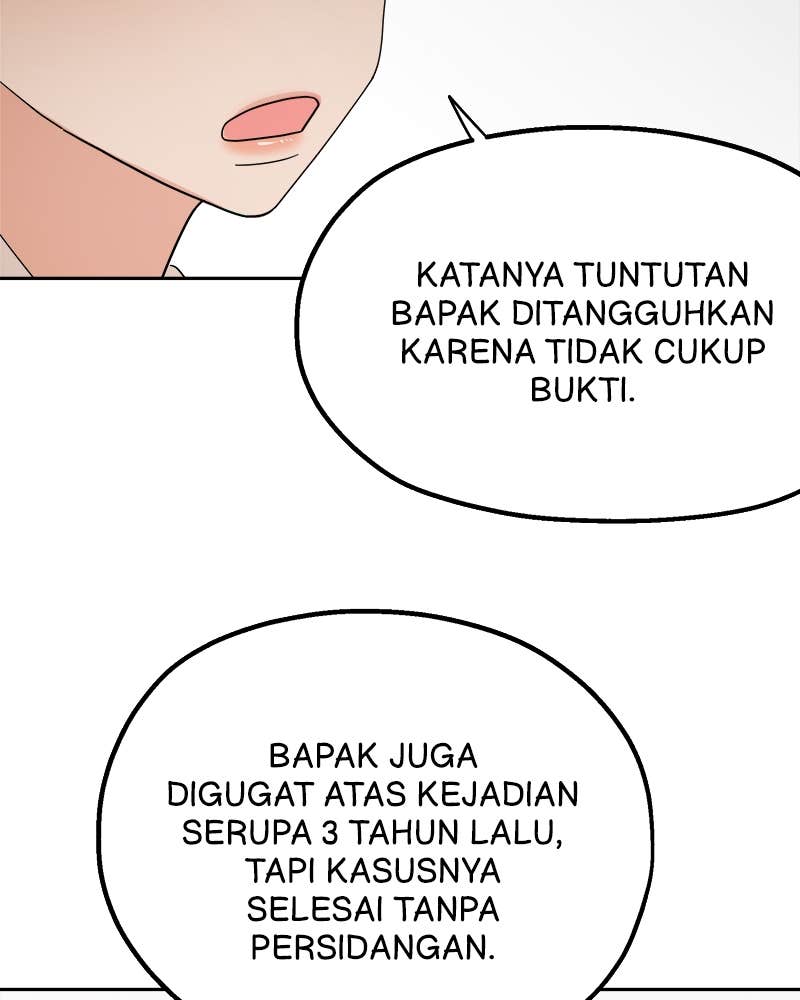 KATANYA TUNTUTAN
BAPAK DITANGGUHKAN
KARENA TIDAK CUKUP
BUKTI.
BAPAK JUGA
DIGUGAT ATAS KEJADIAN
SERUPA 3 TAHUN LALU,
TAPI KASUSNYA
SELESAI TANPA
PERSIDANGAN.